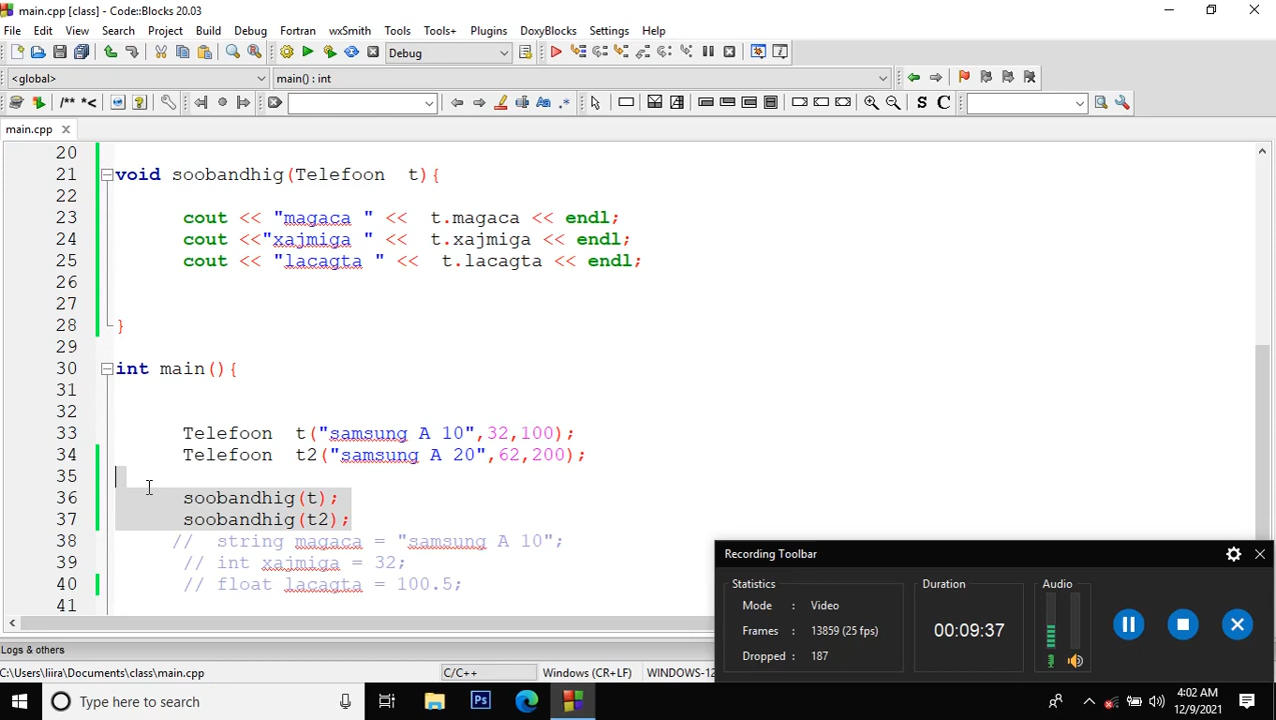 main.cpp [class] - Code::Blocks 20.03
File Edit View Search Project Build Debug Fortran wxSmith Tools Tools+ Plugins DoxyBlocks Settings Help
Debug
<global> main() : int
/** *< S C
main.cpp
20
21 void soobandhig(Telefoon t){
22
23 cout << "magaca " << t.magaca << endl;
24 cout <<"xajmiga " << t.xajmiga << endl;
25 cout << "lacagta " << t.lacagta << endl;
26
27
28 }
29
30 int main(){
31
32
33 Telefoon t("samsung A 10",32,100);
34 Telefoon t2("samsung A 20",62,200);
35
36 soobandhig(t);
37 soobandhig(t2);
38 // string magaca = "samsung A 10";
39 // int xajmiga = 32;
40 // float lacagta = 100.5;
41
Recording Toolbar
Statistics Duration Audio
Mode : Video
Frames : 13859 (25 fps) 00:09:37
Dropped : 187
Logs & others
C:\Users\liira\Documents\class\main.cpp C/C++ Windows (CR+LF) WINDOWS-12
Type here to search Ps 4:02 AM
12/9/2021